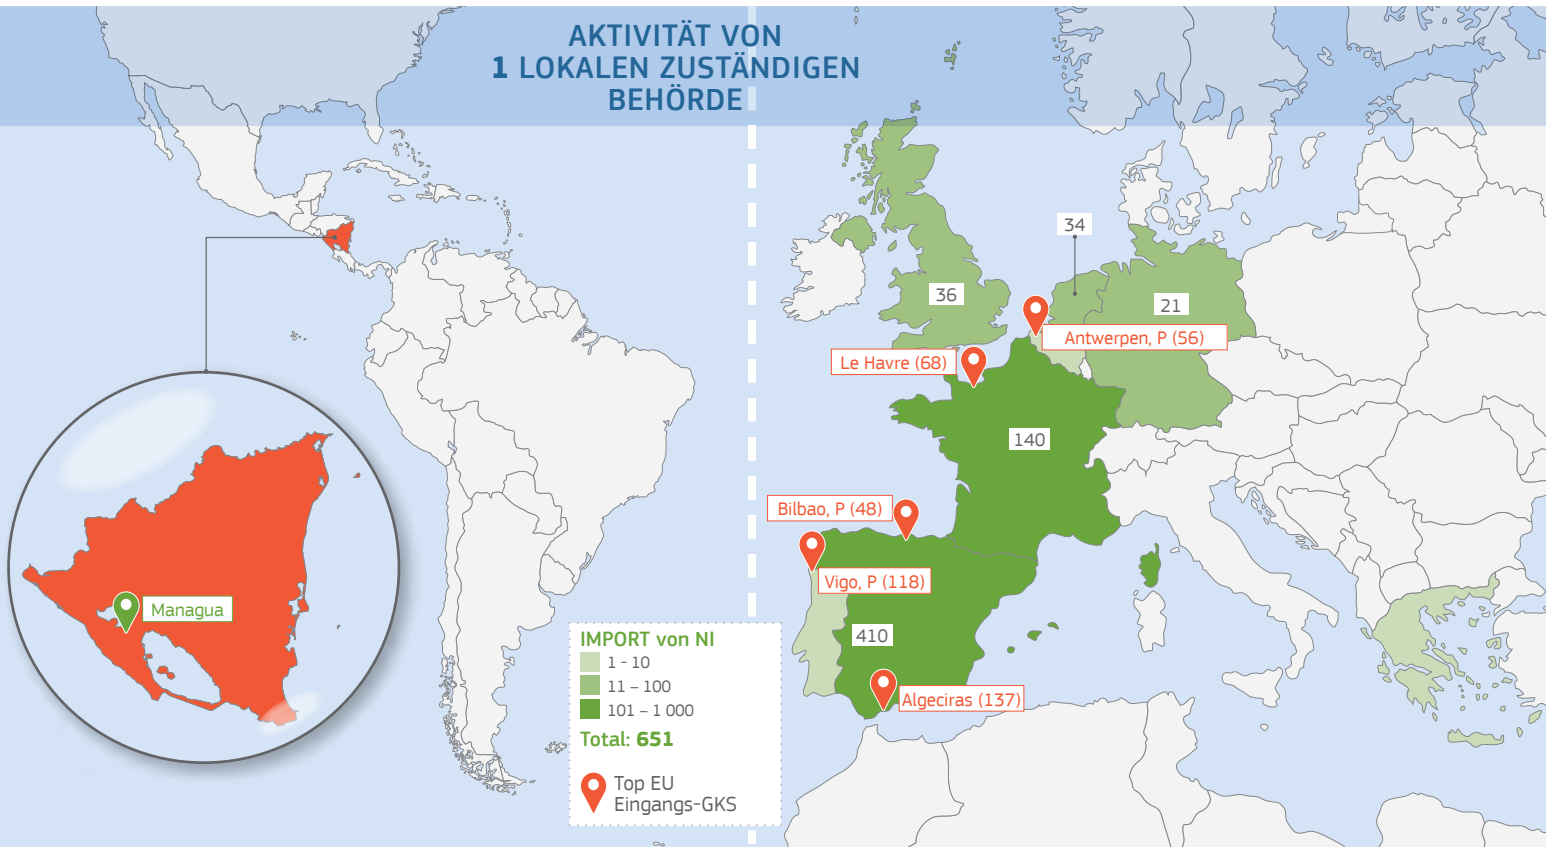 AKTIVITÄT VON
1 LOKALEN ZUSTÄNDIGEN
BEHÖRDE
34
36
21
Antwerpen, P (56)
Le Havre (68)
140
Bilbao, P (48)
Vigo, P (118)
Managua
410
Algeciras (137)
IMPORT von NI
1 - 10
11 – 100
101 – 1 000
Total: 651
Top EU
Eingangs-GKS